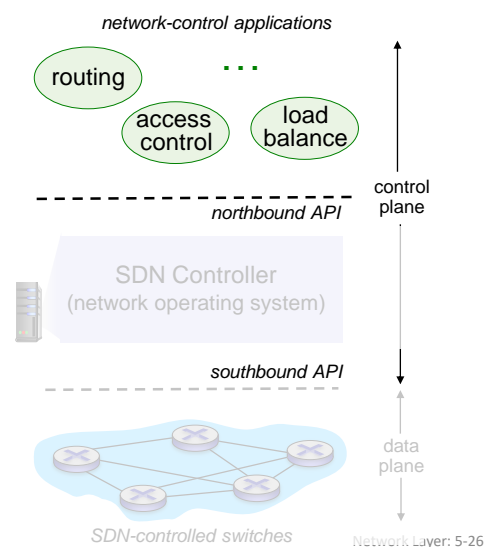 network-control applications
routing
...
access
control
load
balance
control
plane
northbound API
SDN Controller
(network operating system)
southbound API
data
plane
SDN-controlled switches
Network Layer: 5-26